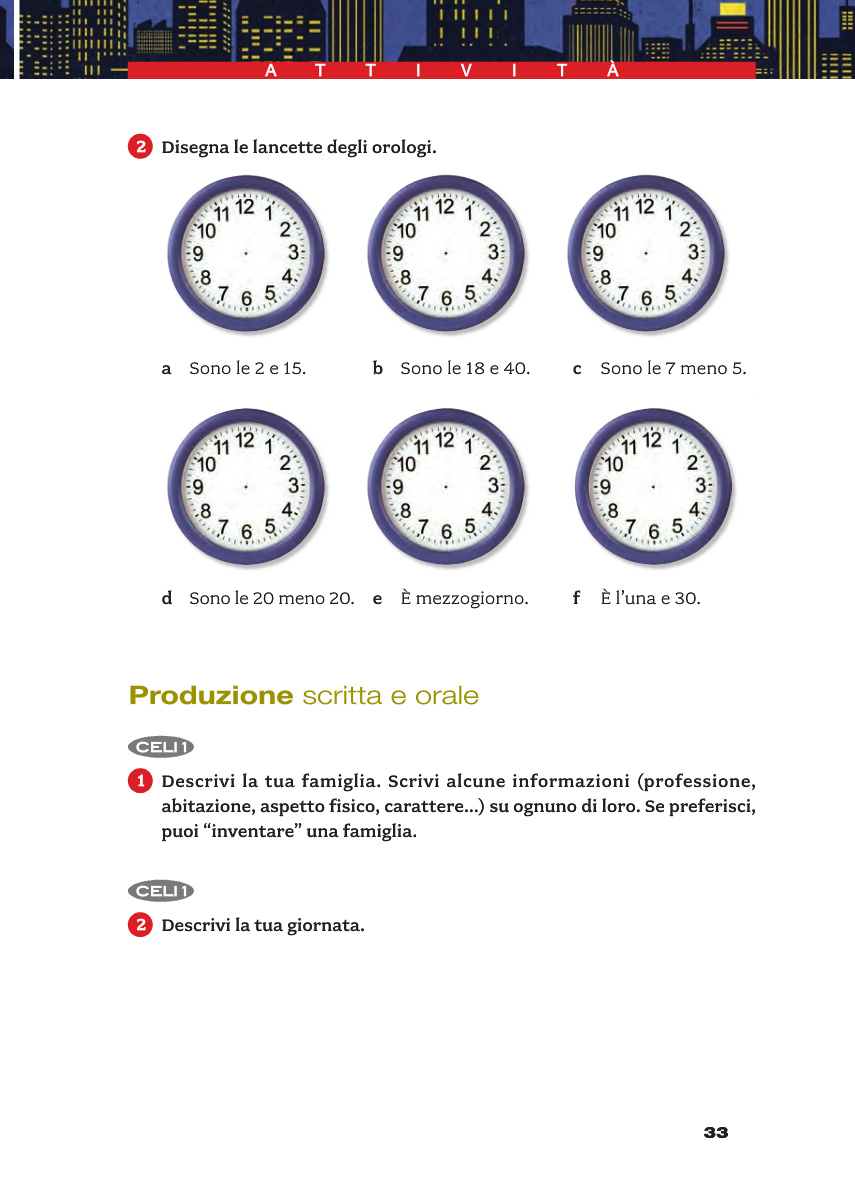 A T T I V I T À
2 Disegna le lancette degli orologi.
12 1 2 3 4 5 6 7 8 9 10 11
12 1 2 3 4 5 6 7 8 9 10 11
12 1 2 3 4 5 6 7 8 9 10 11
a Sono le 2 e 15. b Sono le 18 e 40. c Sono le 7 meno 5.
12 1 2 3 4 5 6 7 8 9 10 11
12 1 2 3 4 5 6 7 8 9 10 11
12 1 2 3 4 5 6 7 8 9 10 11
d Sono le 20 meno 20. e È mezzogiorno. f È l’una e 30.
Produzione scritta e orale
CELI 1
1 Descrivi la tua famiglia. Scrivi alcune informazioni (professione,
abitazione, aspetto fisico, carattere...) su ognuno di loro. Se preferisci,
puoi “inventare” una famiglia.
CELI 1
2 Descrivi la tua giornata.
33